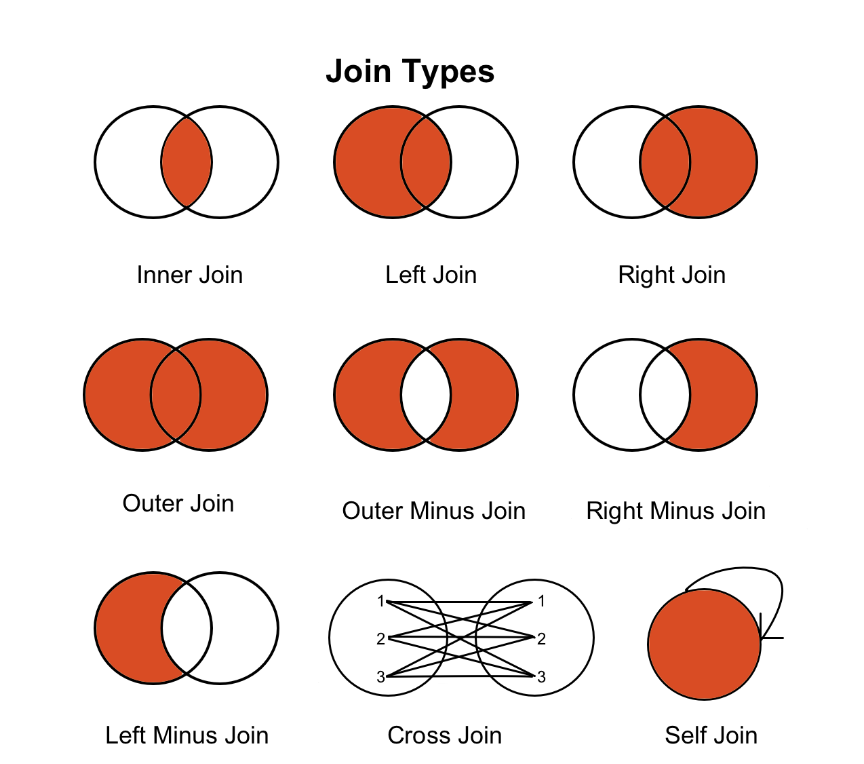 Join Types
Inner Join
Left Join
Right Join
Outer Join
Outer Minus Join
Right Minus Join
1 1
2 2
3 3
Left Minus Join
Cross Join
Self Join